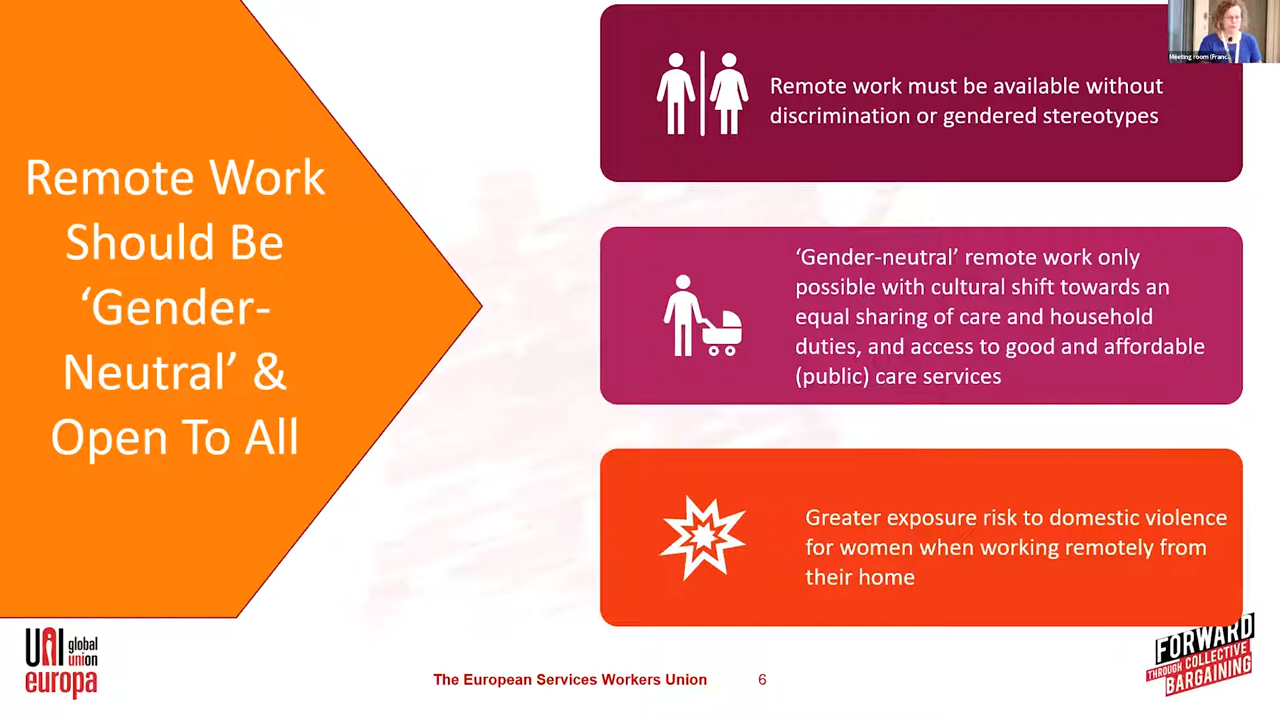 Remote Work
Should Be
‘Gender-
Neutral’ &
Open To All
Remote work must be available without
discrimination or gendered stereotypes
‘Gender-neutral’ remote work only
possible with cultural shift towards an
equal sharing of care and household
duties, and access to good and affordable
(public) care services
Greater exposure risk to domestic violence
for women when working remotely from
their home
Meeting room (Franc...
UNI
global
union
europa
The European Services Workers Union
6
FORWARD
THROUGH COLLECTIVE
BARGAINING